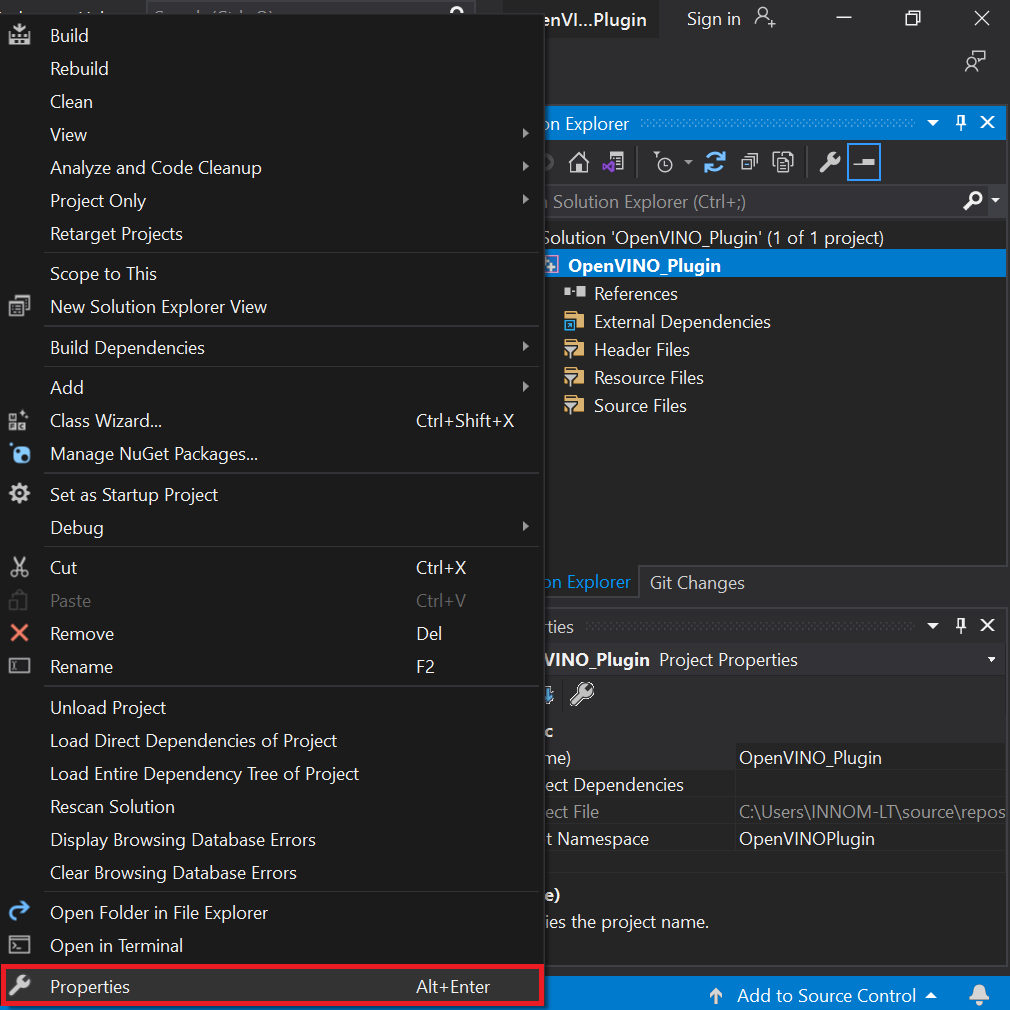 enVI...Plugin
Sign in
Build
Rebuild
Clean
View
Analyze and Code Cleanup
Project Only
Retarget Projects
Scope to This
New Solution Explorer View
Build Dependencies
Add
Class Wizard... Ctrl+Shift+X
Manage NuGet Packages...
Set as Startup Project
Debug
Cut Ctrl+X
Paste Ctrl+V
Remove Del
Rename F2
Unload Project
Load Direct Dependencies of Project
Load Entire Dependency Tree of Project
Rescan Solution
Display Browsing Database Errors
Clear Browsing Database Errors
Open Folder in File Explorer
Open in Terminal
Properties Alt+Enter
on Explorer
Solution Explorer (Ctrl+;)
Solution 'OpenVINO_Plugin' (1 of 1 project)
OpenVINO_Plugin
References
External Dependencies
Header Files
Resource Files
Source Files
on Explorer Git Changes
rties
VINO_Plugin Project Properties
c
me) OpenVINO_Plugin
ect Dependencies
ect File C:\Users\INNOM-LT\source\repos
t Namespace OpenVINOPlugin
e)
ies the project name.
Add to Source Control